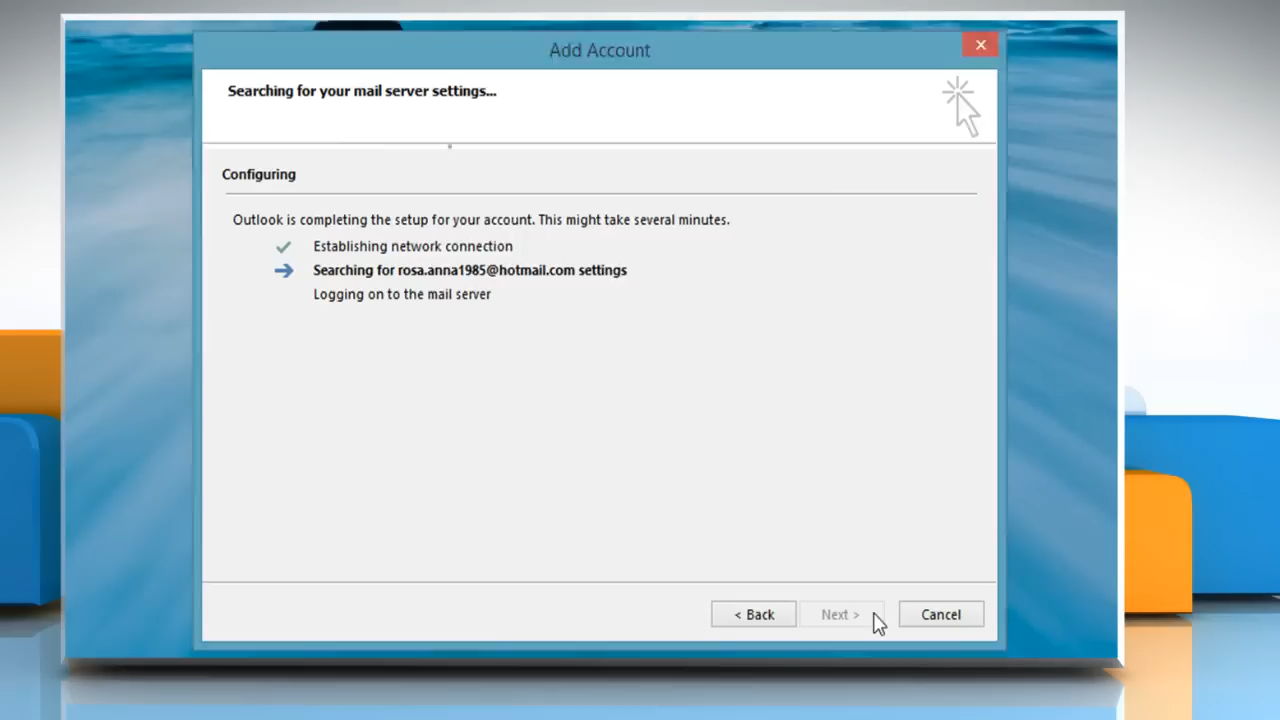 Add Account
Searching for your mail server settings...
Configuring
Outlook is completing the setup for your account. This might take several minutes.
Establishing network connection
Searching for rosa.anna1985@hotmail.com settings
Logging on to the mail server
< Back Next > Cancel